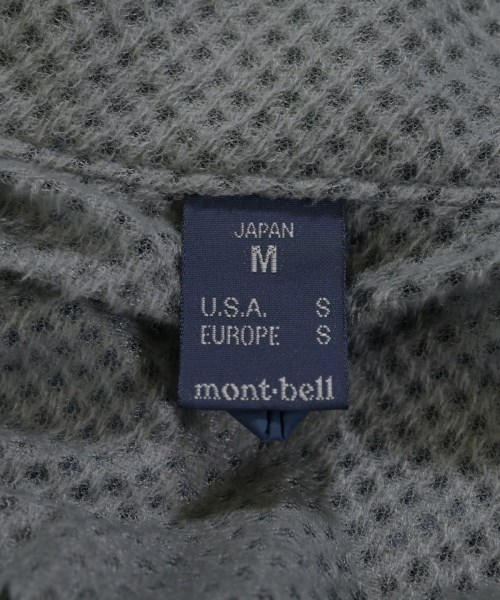 JAPAN
M
U.S.A. S
EUROPE S
mont·bell